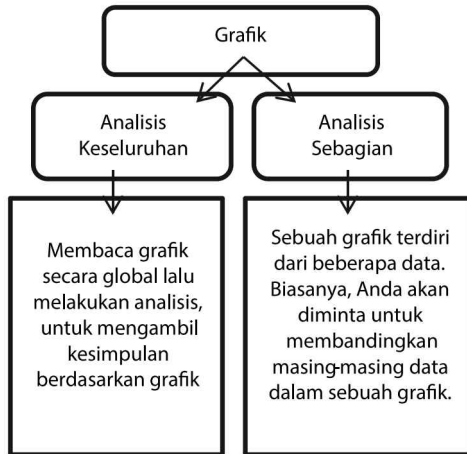 Grafik
Analisis
Keseluruhan
Analisis
Sebagian
Membaca grafik
secara global lalu
melakukan analisis,
untuk mengambil
kesimpulan
berdasarkan grafik
Sebuah grafik terdiri
dari beberapa data.
Biasanya, Anda akan
diminta untuk
membandingkan
masing-masing data
dalam sebuah grafik.